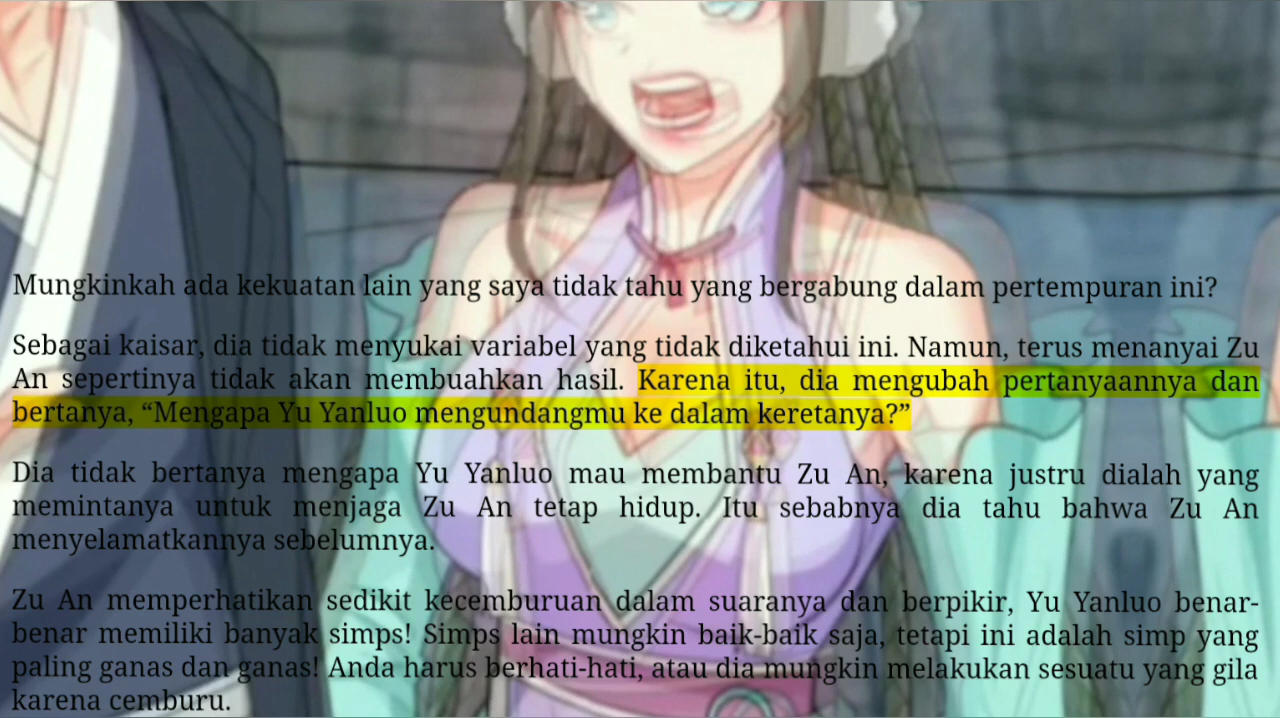 Mungkinkah ada kekuatan lain yang saya tidak tahu yang bergabung dalam pertempuran ini?
Sebagai kaisar, dia tidak menyukai variabel yang tidak diketahui ini. Namun, terus menanyai Zu
An sepertinya tidak akan membuahkan hasil. Karena itu, dia mengubah pertanyaannya dan
bertanya, “Mengapa Yu Yanluo mengundangmu ke dalam keretanya?”
Dia tidak bertanya mengapa Yu Yanluo mau membantu Zu An, karena justru dialah yang
memintanya untuk menjaga Zu An tetap hidup. Itu sebabnya dia tahu bahwa Zu An
menyelamatkannya sebelumnya.
Zu An memperhatikan sedikit kecemburuan dalam suaranya dan berpikir, Yu Yanluo benar-
benar memiliki banyak simps! Simps lain mungkin baik-baik saja, tetapi ini adalah simp yang
paling ganas dan ganas! Anda harus berhati-hati, atau dia mungkin melakukan sesuatu yang gila
karena cemburu.